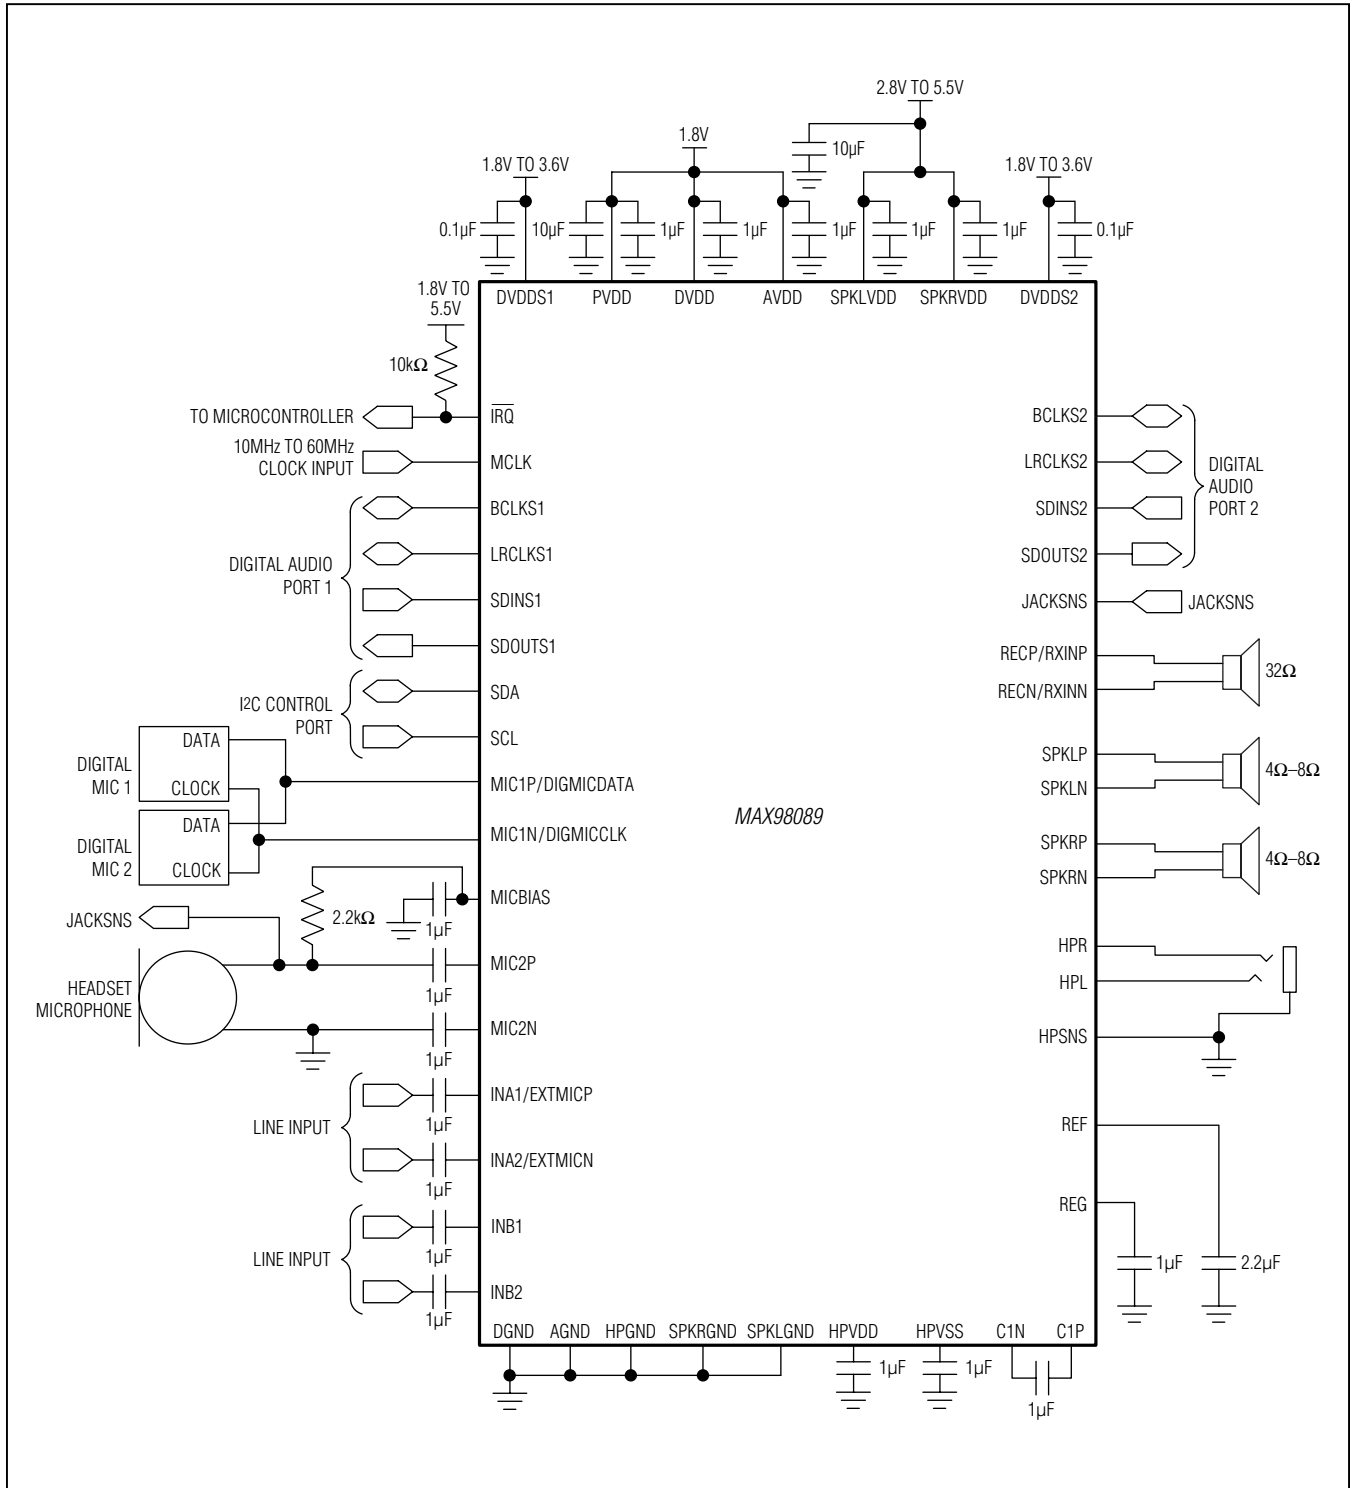 2.8V TO 5.5V
1.8V
10µF
1.8V TO 3.6V
1.8V TO 3.6V
0.1µF
10µF
1µF
1µF
1µF
1µF
1µF
0.1µF
1.8V TO
5.5V
DVDDS1
PVDD
DVDD
AVDD
SPKLVDD
SPKRVDD
DVDDS2
10kΩ
TO MICROCONTROLLER
IRQ
10MHz TO 60MHz
CLOCK INPUT
MCLK
BCLKS1
LRCLKS1
DIGITAL AUDIO
PORT 1
SDINS1
SDOUTS1
I²C CONTROL
PORT
SDA
SCL
DIGITAL
MIC 1
DATA
CLOCK
MIC1P/DIGMICDATA
DIGITAL
MIC 2
DATA
CLOCK
MIC1N/DIGMICCLK
MICBIAS
1µF
2.2kΩ
JACKSNS
MIC2P
1µF
HEADSET
MICROPHONE
MIC2N
1µF
LINE INPUT
INA1/EXTMICP
1µF
INA2/EXTMICN
1µF
LINE INPUT
INB1
1µF
INB2
1µF
MAX98089
BCLKS2
LRCLKS2
SDINS2
SDOUTS2
DIGITAL
AUDIO
PORT 2
JACKSNS
JACKSNS
RECP/RXINP
RECN/RXINN
32Ω
SPKLP
SPKLN
4Ω–8Ω
SPKRP
SPKRN
4Ω–8Ω
HPR
HPL
HPSNS
REF
REG
1µF
2.2µF
DGND
AGND
HPGND
SPKRGND
SPKLGND
HPVDD
HPVSS
C1N
C1P
1µF
1µF
1µF